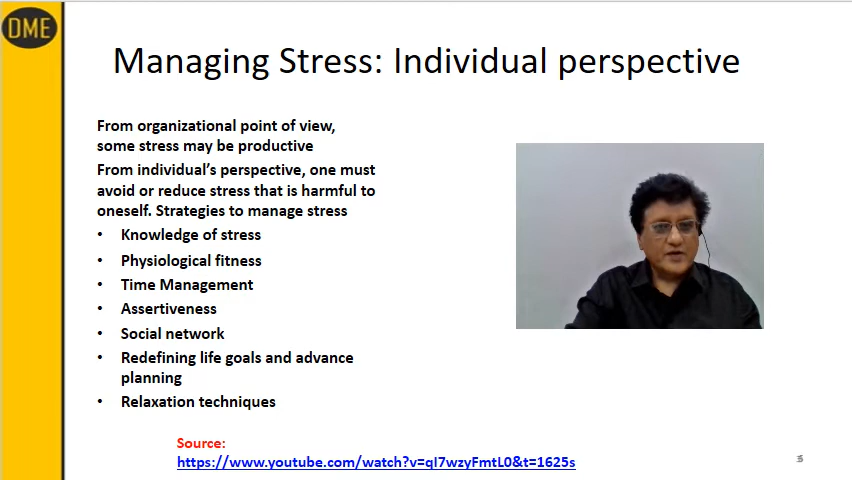 DME
Managing Stress: Individual perspective
From organizational point of view,
some stress may be productive
From individual's perspective, one must
avoid or reduce stress that is harmful to
oneself. Strategies to manage stress
• Knowledge of stress
• Physiological fitness
• Time Management
• Assertiveness
• Social network
• Redefining life goals and advance
planning
• Relaxation techniques
Source:
https://www.youtube.com/watch?v=qI7wzyFmtL0&t=1625s